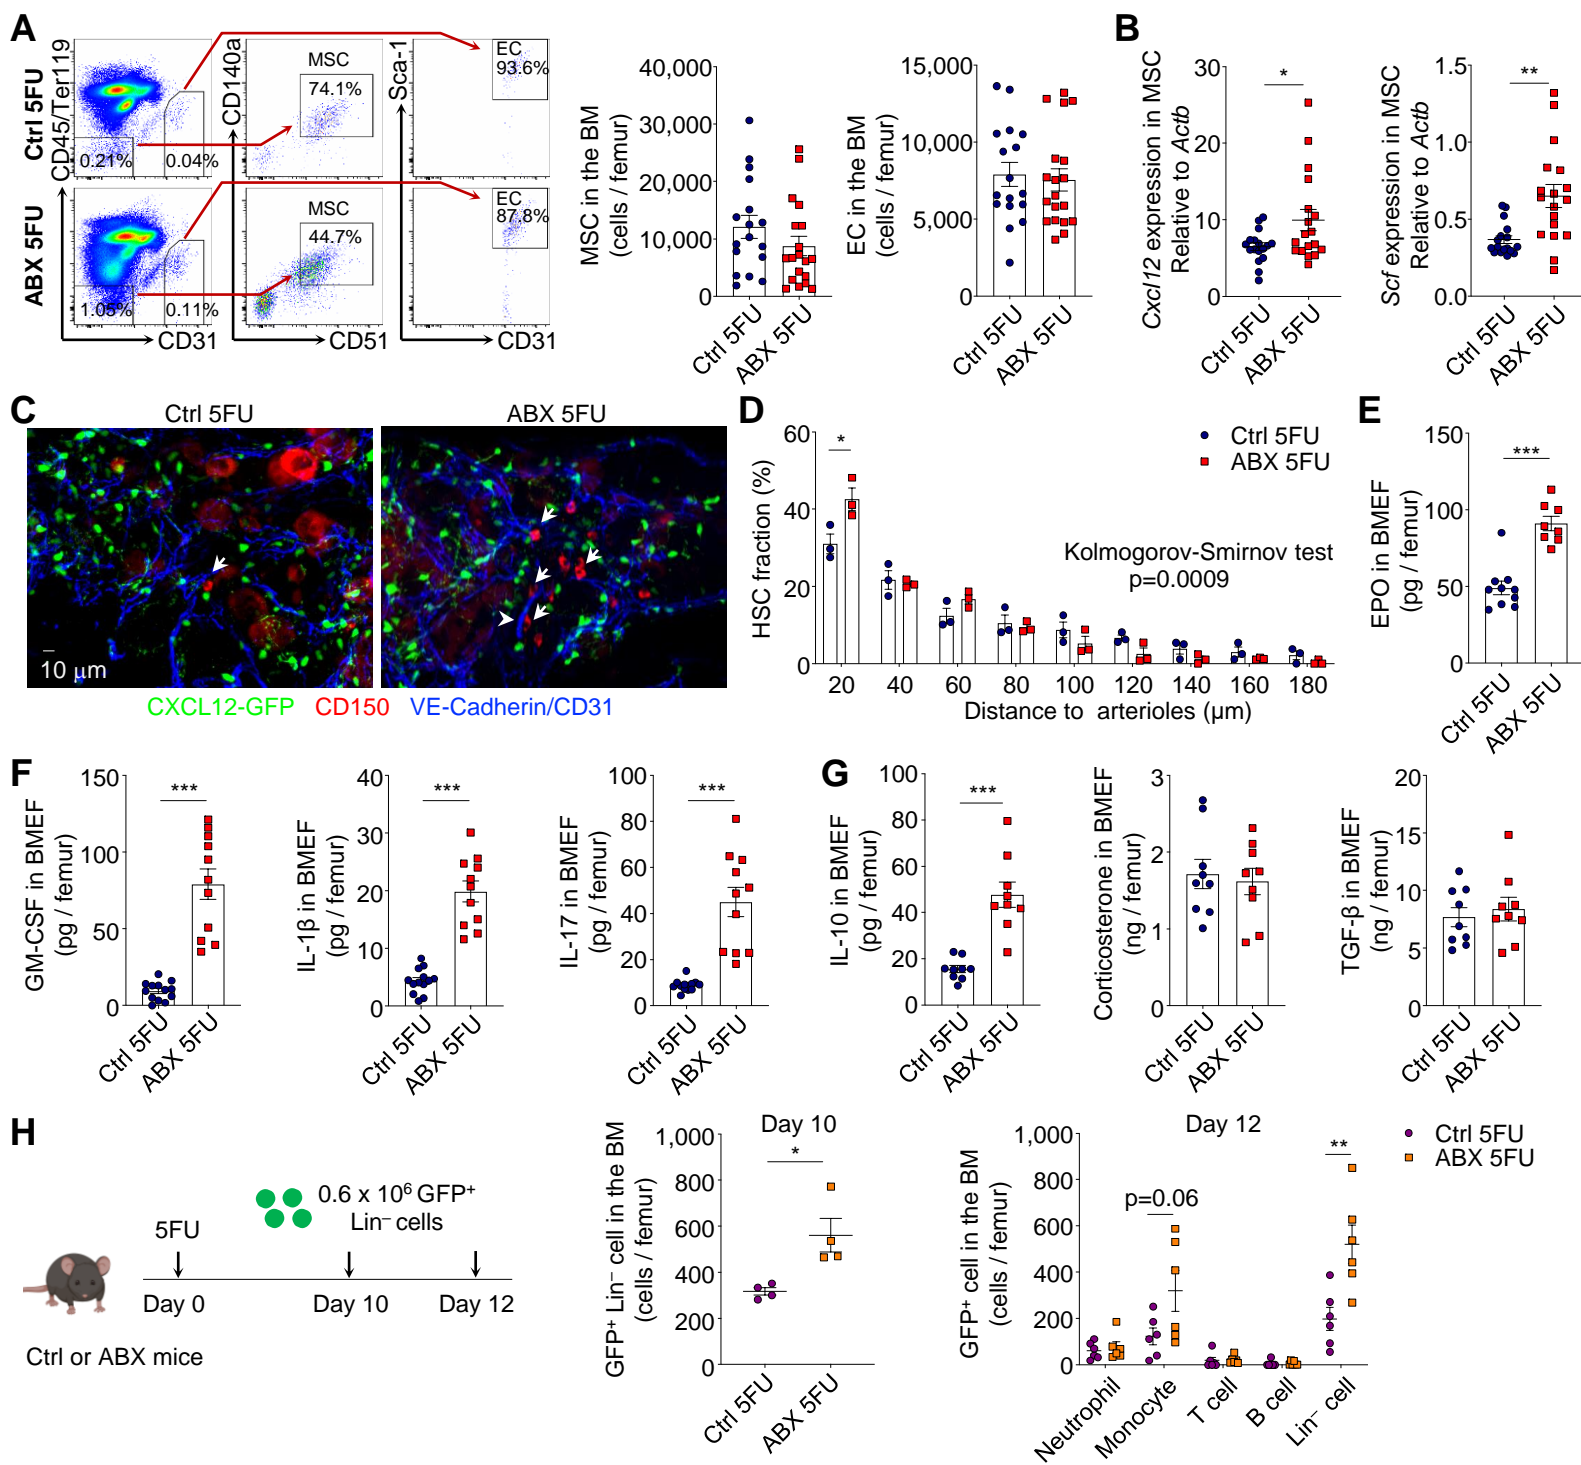 A
Ctrl 5FU
CD45/Ter119
0.21%
0.04%
CD140a
MSC
74.1%
Sca-1
EC
93.6%
ABX 5FU
1.05%
0.11%
MSC
44.7%
EC
87.8%
CD31
CD51
CD31
MSC in the BM
(cells / femur)
40,000
30,000
20,000
10,000
0
Ctrl 5FU
ABX 5FU
EC in the BM
(cells / femur)
15,000
10,000
5,000
0
Ctrl 5FU
ABX 5FU
B
Cxcl12 expression in MSC
Relative to Actb
30
20
10
0
*
Ctrl 5FU
ABX 5FU
Scf expression in MSC
Relative to Actb
1.5
1.0
0.5
0.0
**
Ctrl 5FU
ABX 5FU
C
Ctrl 5FU
ABX 5FU
10 μm
CXCL12-GFP CD150 VE-Cadherin/CD31
D
HSC fraction (%)
60
40
20
0
*
Ctrl 5FU
ABX 5FU
Kolmogorov-Smirnov test
p=0.0009
20 40 60 80 100 120 140 160 180
Distance to arterioles (μm)
E
EPO in BMEF
(pg / femur)
150
100
50
0
***
Ctrl 5FU
ABX 5FU
F
GM-CSF in BMEF
(pg / femur)
150
100
50
0
***
Ctrl 5FU
ABX 5FU
IL-1β in BMEF
(pg / femur)
40
30
20
10
0
***
Ctrl 5FU
ABX 5FU
IL-17 in BMEF
(pg / femur)
100
80
60
40
20
0
***
Ctrl 5FU
ABX 5FU
G
IL-10 in BMEF
(pg / femur)
100
80
60
40
20
0
***
Ctrl 5FU
ABX 5FU
Corticosterone in BMEF
(ng / femur)
3
2
1
0
Ctrl 5FU
ABX 5FU
TGF-β in BMEF
(ng / femur)
20
15
10
5
0
Ctrl 5FU
ABX 5FU
H
0.6 x 10⁶ GFP⁺
Lin⁻ cells
5FU
Day 0
Day 10
Day 12
Ctrl or ABX mice
Day 10
GFP⁺ Lin⁻ cell in the BM
(cells / femur)
1,000
800
600
400
200
0
*
Ctrl 5FU
ABX 5FU
Day 12
GFP⁺ cell in the BM
(cells / femur)
1,000
800
600
400
200
0
p=0.06
**
Ctrl 5FU
ABX 5FU
Neutrophil
Monocyte
T cell
B cell
Lin⁻ cell